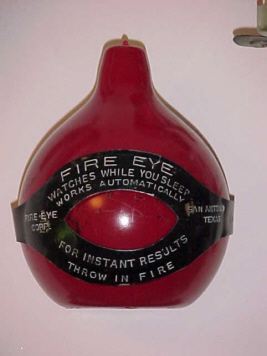 FIRE EYE
WATCHES WHILE YOU SLEEP
WORKS AUTOMATICALLY
FIRE-EYE
CORP.
SAN ANTONIO
TEXAS
FOR INSTANT RESULTS
THROW IN FIRE